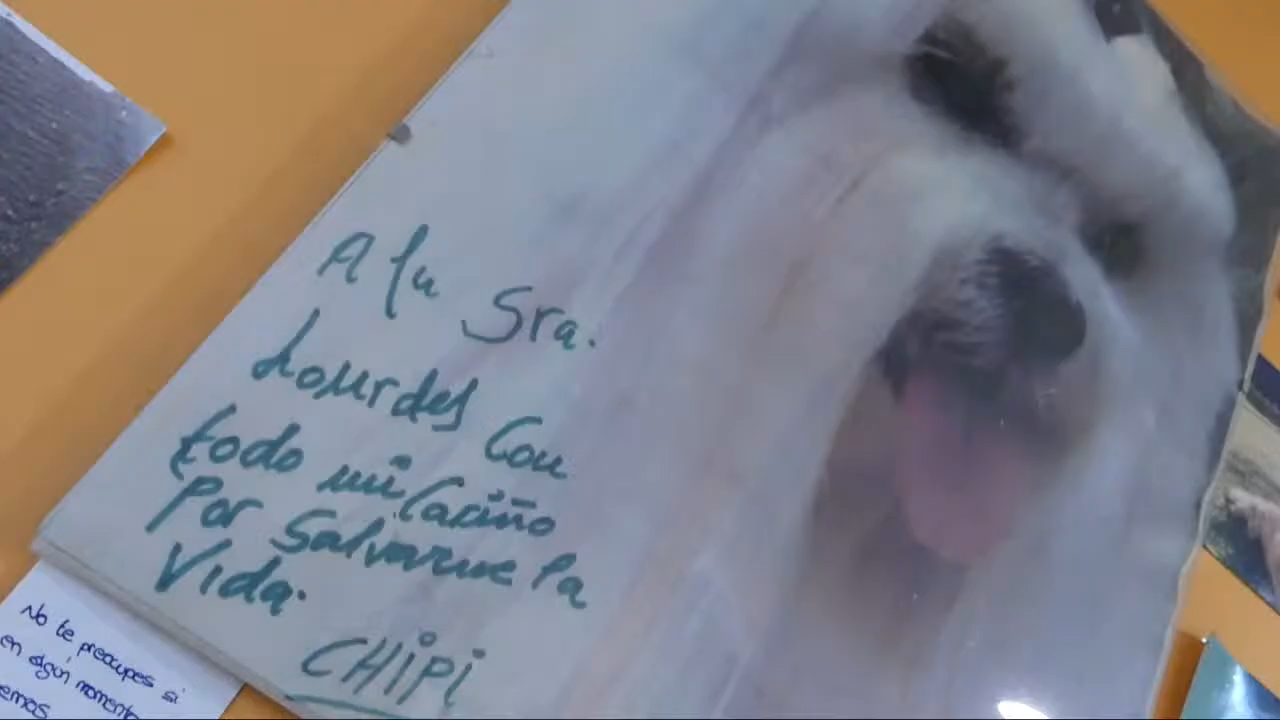 A la Sra.
Lourdes Con
todo mi Cariño
Por Salvarme la
Vida.
CHiPi
No te preocupes si
en algún momento
emos